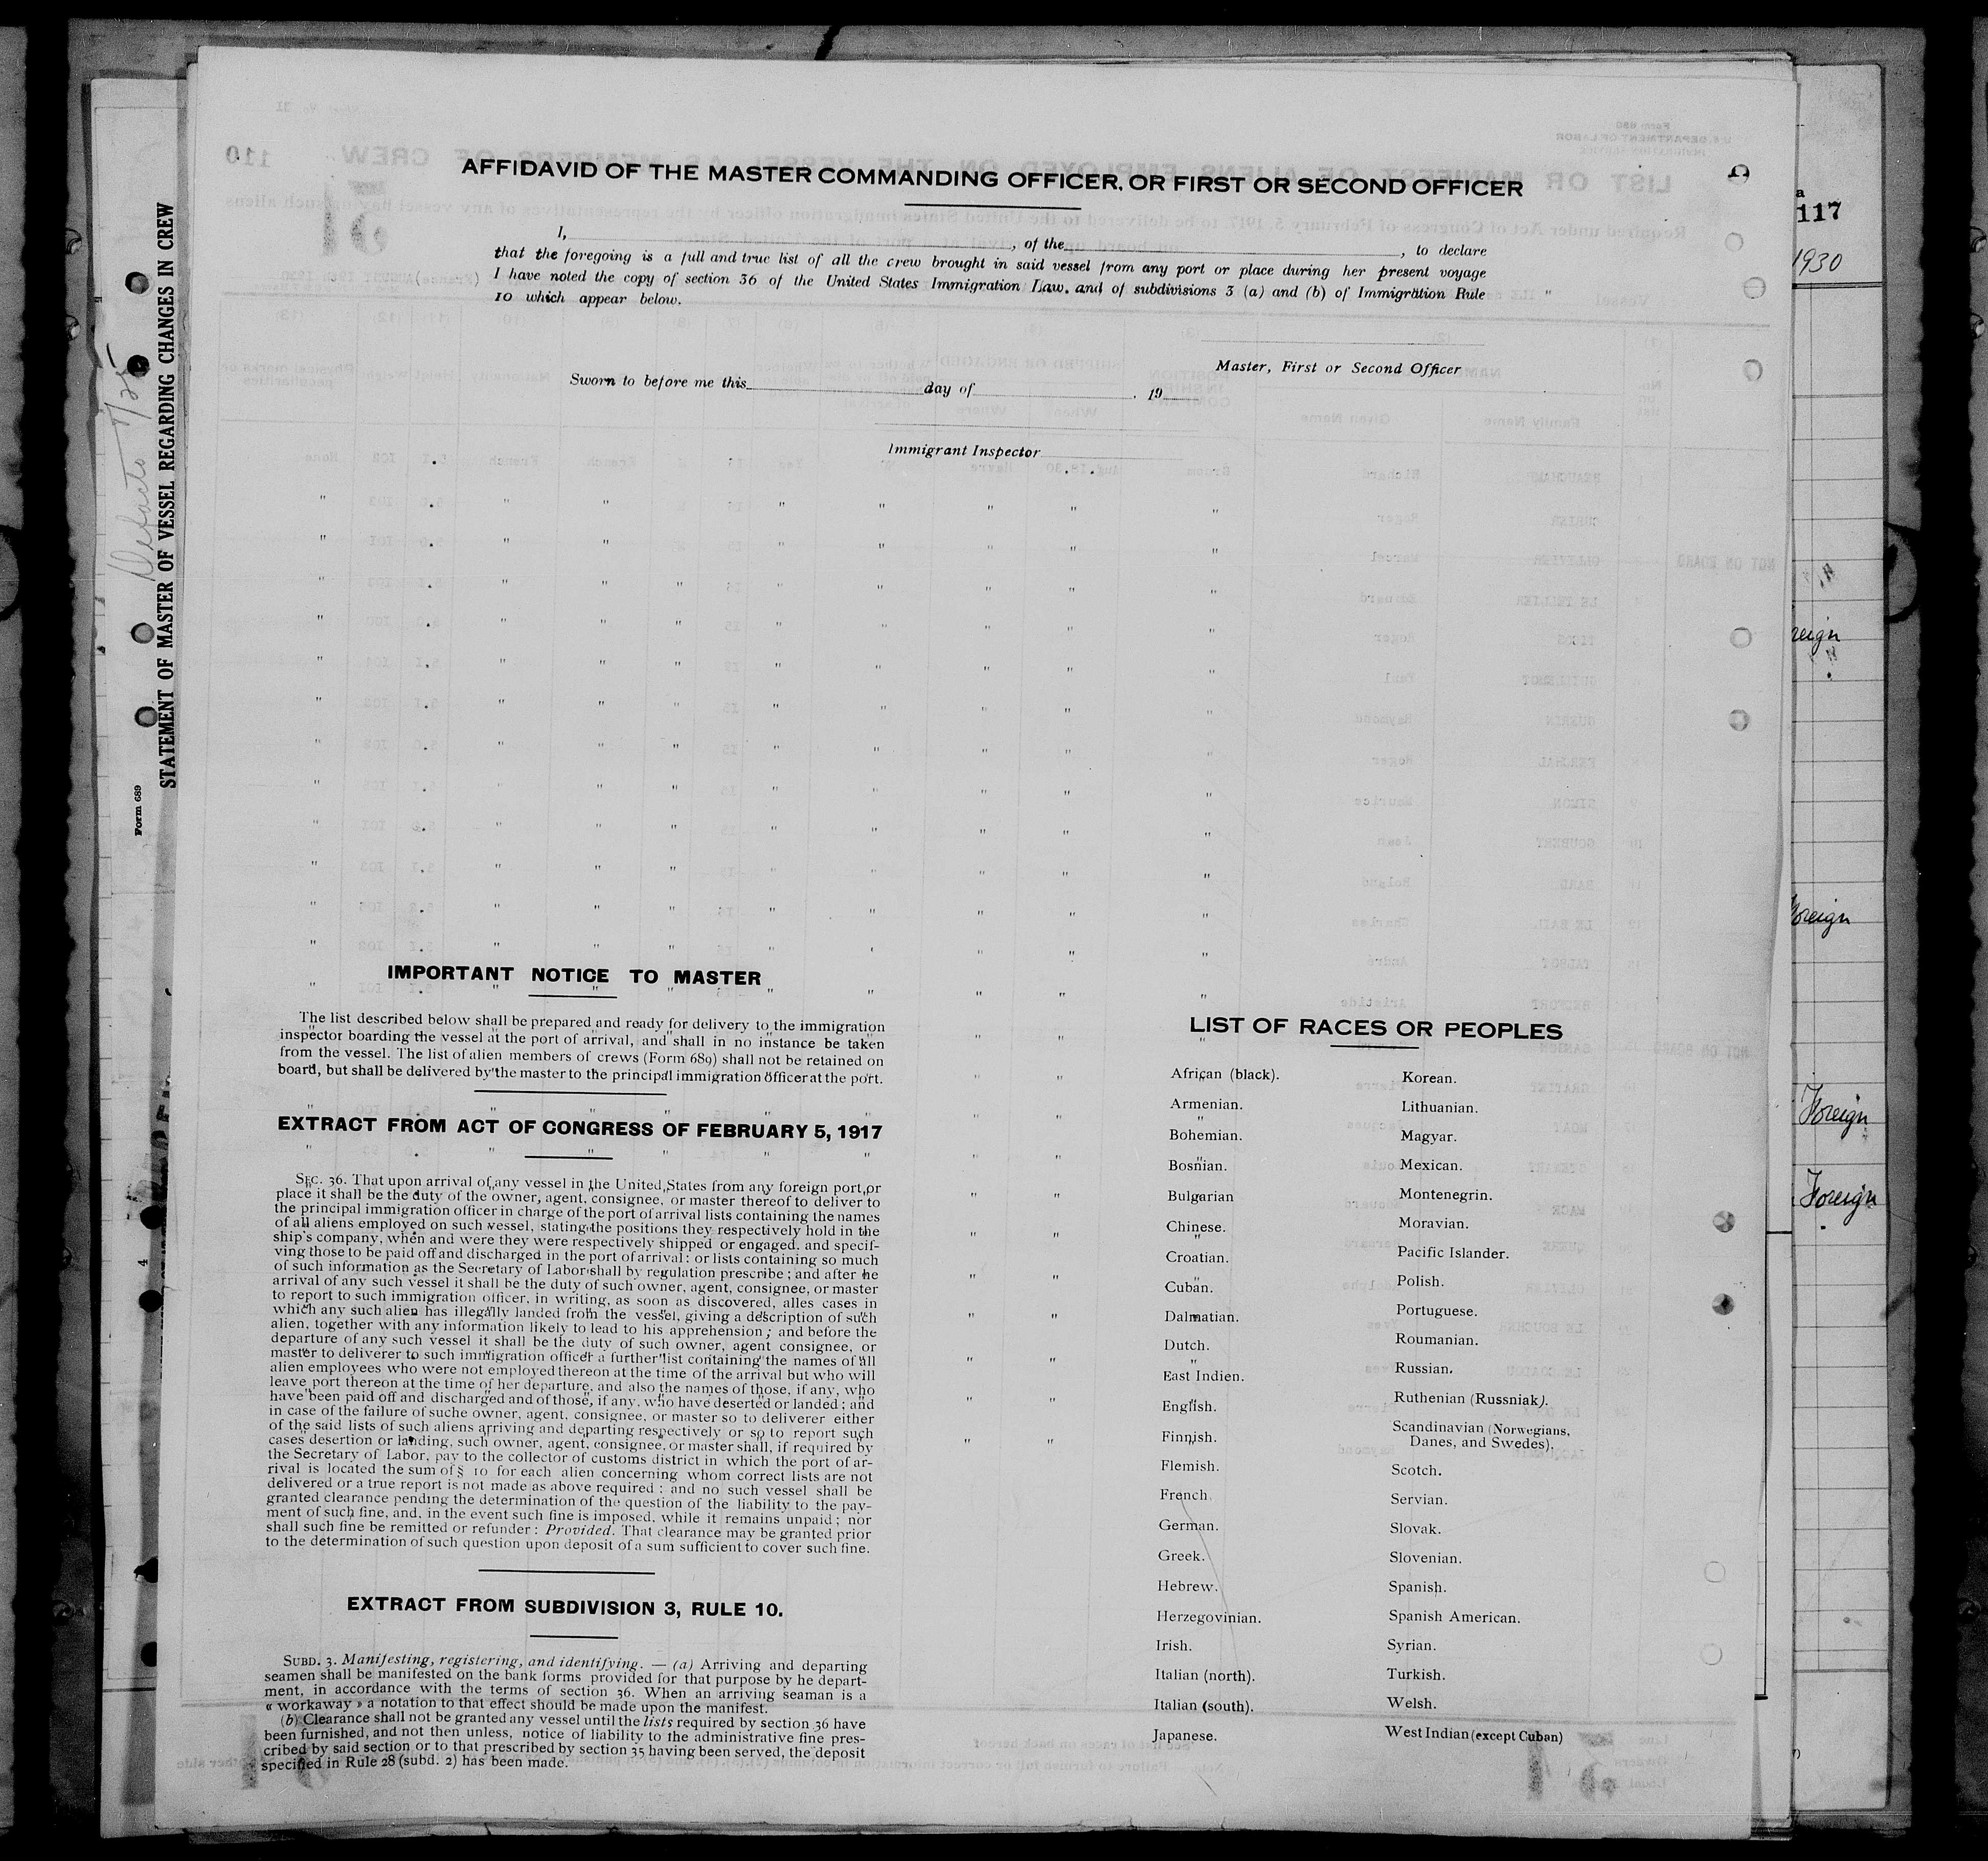 AFFIDAVID OF THE MASTER COMMANDING OFFICER, OR FIRST OR SECOND OFFICER
I, , of the , to declare
that the foregoing is a full and true list of all the crew brought in said vessel from any port or place during her present voyage
I have noted the copy of section 36 of the United States Immigration Law. and of subdivisions 3 (a) and (b) of Immigration Rule
10 which appear below.
Master, First or Second Officer
Sworn to before me this day of , 19
Immigrant Inspector
IMPORTANT NOTICE TO MASTER
The list described below shall be prepared and ready for delivery to the immigration
inspector boarding the vessel at the port of arrival, and shall in no instance be taken
from the vessel. The list of alien members of crews (Form 689) shall not be retained on
board, but shall be delivered by the master to the principal immigration officer at the port.
EXTRACT FROM ACT OF CONGRESS OF FEBRUARY 5, 1917
SEC. 36. That upon arrival of any vessel in the United States from any foreign port or
place it shall be the duty of the owner, agent, consignee, or master thereof to deliver to
the principal immigration officer in charge of the port of arrival lists containing the names
of all aliens employed on such vessel, stating the positions they respectively hold in the
ship's company, when and were they were respectively shipped or engaged, and specif-
ving those to be paid off and discharged in the port of arrival: or lists containing so much
of such information as the Secretary of Labor shall by regulation prescribe; and after he
arrival of any such vessel it shall be the duty of such owner, agent, consignee, or master
to report to such immigration officer, in writing, as soon as discovered, alles cases in
which any such alien has illegally landed from the vessel, giving a description of such
alien, together with any information likely to lead to his apprehension; and before the
departure of any such vessel it shall be the duty of such owner, agent consignee, or
master to deliverer to such immigration officer a further list containing the names of all
alien employees who were not employed thereon at the time of the arrival but who will
leave port thereon at the time of her departure, and also the names of those, if any, who
have been paid off and discharged and of those, if any, who have deserted or landed; and
in case of the failure of suche owner, agent, consignee, or master so to deliverer either
of the said lists of such aliens arriving and departing respectively or so to report such
cases desertion or landing, such owner, agent, consignee, or master shall, if required by
the Secretary of Labor, pay to the collector of customs district in which the port of ar-
rival is located the sum of § 10 for each alien concerning whom correct lists are not
delivered or a true report is not made as above required: and no such vessel shall be
granted clearance pending the determination of the question of the liability to the pay-
ment of such fine, and, in the event such fine is imposed, while it remains unpaid; nor
shall such fine be remitted or refunder: Provided. That clearance may be granted prior
to the determination of such question upon deposit of a sum sufficient to cover such fine.
EXTRACT FROM SUBDIVISION 3, RULE 10.
SUBD. 3. Manifesting, registering, and identifying. — (a) Arriving and departing
seamen shall be manifested on the bank forms provided for that purpose by he depart-
ment, in accordance with the terms of section 36. When an arriving seaman is a
« workaway » a notation to that effect should be made upon the manifest.
(b) Clearance shall not be granted any vessel until the lists required by section 36 have
been furnished, and not then unless, notice of liability to the administrative fine pres-
cribed by said section or to that prescribed by section 35 having been served, the deposit
specified in Rule 28 (subd. 2) has been made.
LIST OF RACES OR PEOPLES
African (black).
Armenian.
Bohemian.
Bosnian.
Bulgarian
Chinese.
Croatian.
Cuban.
Dalmatian.
Dutch.
East Indien.
English.
Finnish.
Flemish.
French.
German.
Greek.
Hebrew.
Herzegovinian.
Irish.
Italian (north).
Italian (south).
Japanese.
Korean.
Lithuanian.
Magyar.
Mexican.
Montenegrin.
Moravian.
Pacific Islander.
Polish.
Portuguese.
Roumanian.
Russian.
Ruthenian (Russniak).
Scandinavian (Norwegians,
Danes, and Swedes).
Scotch.
Servian.
Slovak.
Slovenian.
Spanish.
Spanish American.
Syrian.
Turkish.
Welsh.
West Indian (except Cuban)
STATEMENT OF MASTER OF VESSEL REGARDING CHANGES IN CREW
Form 689
4
117
1930
reign
Foreign
Foreign
Foreign